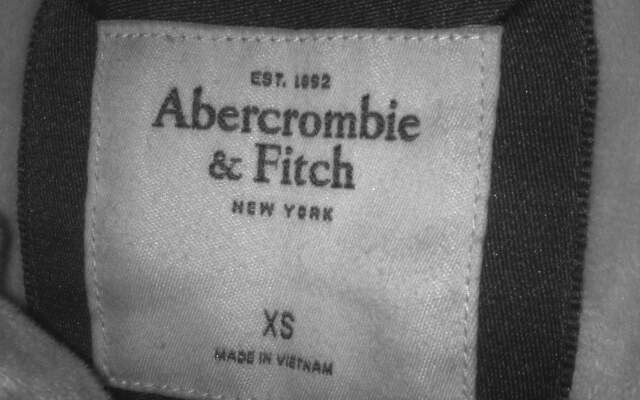 EST. 1892
Abercrombie
& Fitch
NEW YORK
XS
MADE IN VIETNAM